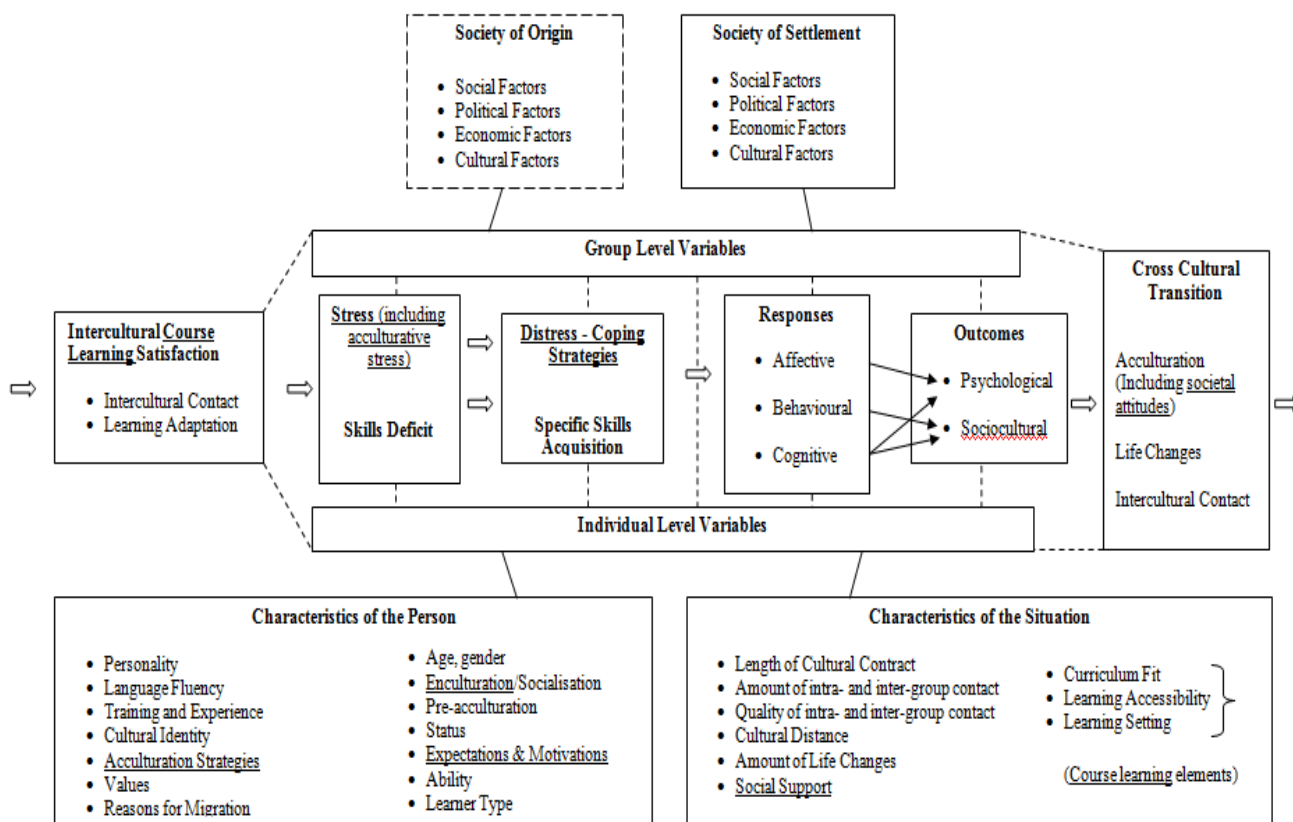 Society of Origin
• Social Factors
• Political Factors
• Economic Factors
• Cultural Factors
Society of Settlement
• Social Factors
• Political Factors
• Economic Factors
• Cultural Factors
Group Level Variables
Intercultural Course
Learning Satisfaction
• Intercultural Contact
• Learning Adaptation
Stress (including
acculturative
stress)
Skills Deficit
Distress - Coping
Strategies
Specific Skills
Acquisition
Responses
• Affective
• Behavioural
• Cognitive
Outcomes
• Psychological
• Sociocultural
Cross Cultural
Transition
Acculturation
(Including societal
attitudes)
Life Changes
Intercultural Contact
Individual Level Variables
Characteristics of the Person
• Personality
• Language Fluency
• Training and Experience
• Cultural Identity
• Acculturation Strategies
• Values
• Reasons for Migration
• Age, gender
• Enculturation/Socialisation
• Pre-acculturation
• Status
• Expectations & Motivations
• Ability
• Learner Type
Characteristics of the Situation
• Length of Cultural Contract
• Amount of intra- and inter-group contact
• Quality of intra- and inter-group contact
• Cultural Distance
• Amount of Life Changes
• Social Support
• Curriculum Fit
• Learning Accessibility
• Learning Setting
(Course learning elements)